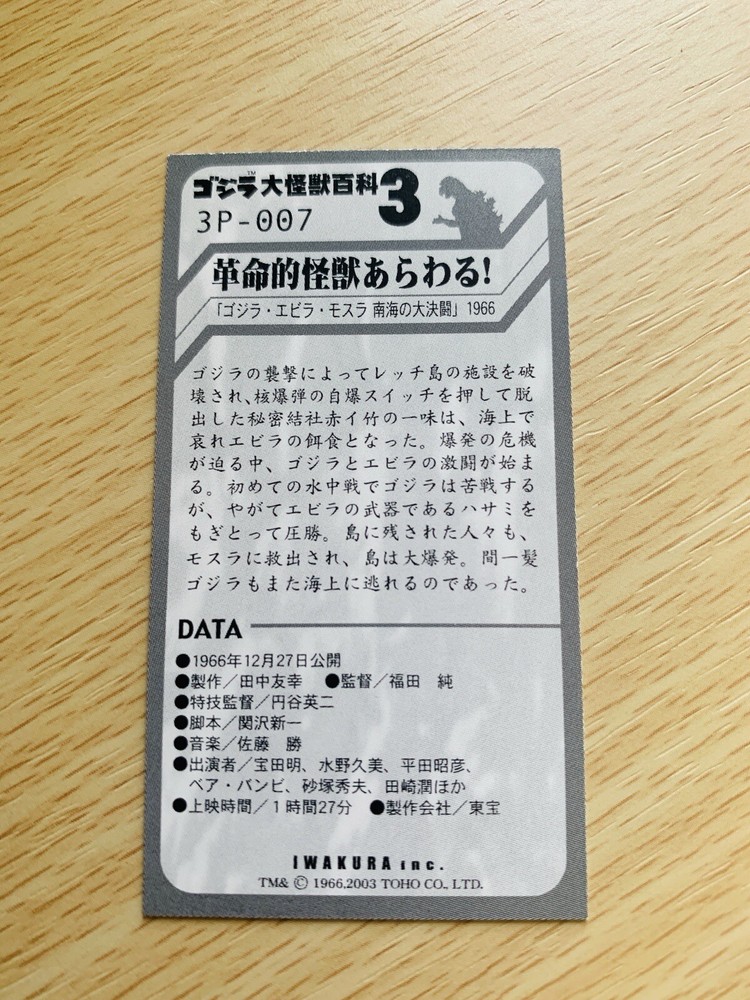 ゴジラ™大怪獣百科3
3P-007
革命的怪獣あらわる!
「ゴジラ・エビラ・モスラ 南海の大決闘」1966
ゴジラの襲撃によってレッチ島の施設を破
壊され、核爆弾の自爆スイッチを押して脱
出した秘密結社赤イ竹の一味は、海上で
哀れエビラの餌食となった。爆発の危機
が迫る中、ゴジラとエビラの激闘が始ま
る。初めての水中戦でゴジラは苦戦する
が、やがてエビラの武器であるハサミを
もぎとって圧勝。島に残された人々も、
モスラに救出され、島は大爆発。間一髪
ゴジラもまた海上に逃れるのであった。
DATA
●1966年12月27日公開
●製作/田中友幸 ●監督/福田 純
●特技監督/円谷英二
●脚本/関沢新一
●音楽/佐藤 勝
●出演者/宝田明、水野久美、平田昭彦、
ペア・バンビ、砂塚秀夫、田崎潤ほか
●上映時間/1時間27分 ●製作会社/東宝
IWAKURA inc.
TM& © 1966,2003 TOHO CO., LTD.